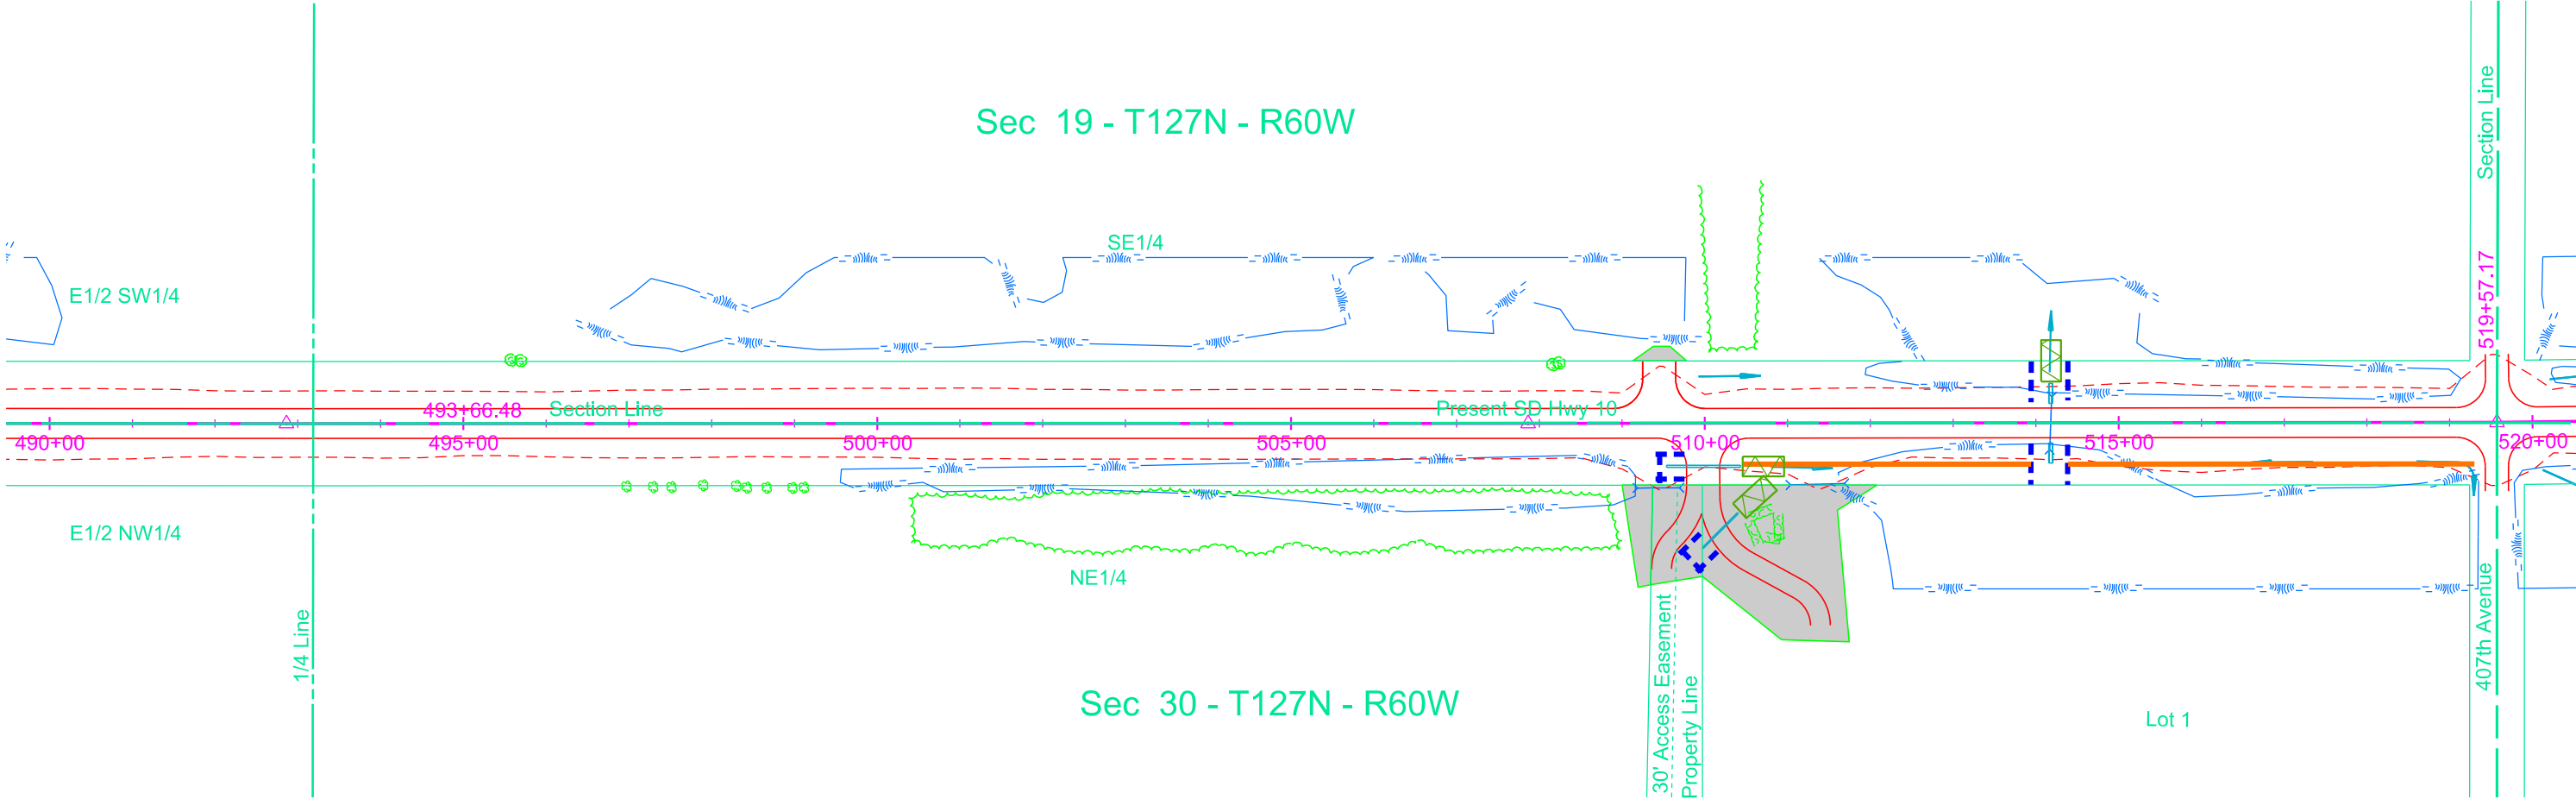 Sec 19 - T127N - R60W
Section Line
SE1/4
E1/2 SW1/4
519+57.17
493+66.48
Section Line
Present SD Hwy 10
490+00
495+00
500+00
505+00
510+00
515+00
520+00
E1/2 NW1/4
NE1/4
1/4 Line
30' Access Easement
Property Line
407th Avenue
Sec 30 - T127N - R60W
Lot 1